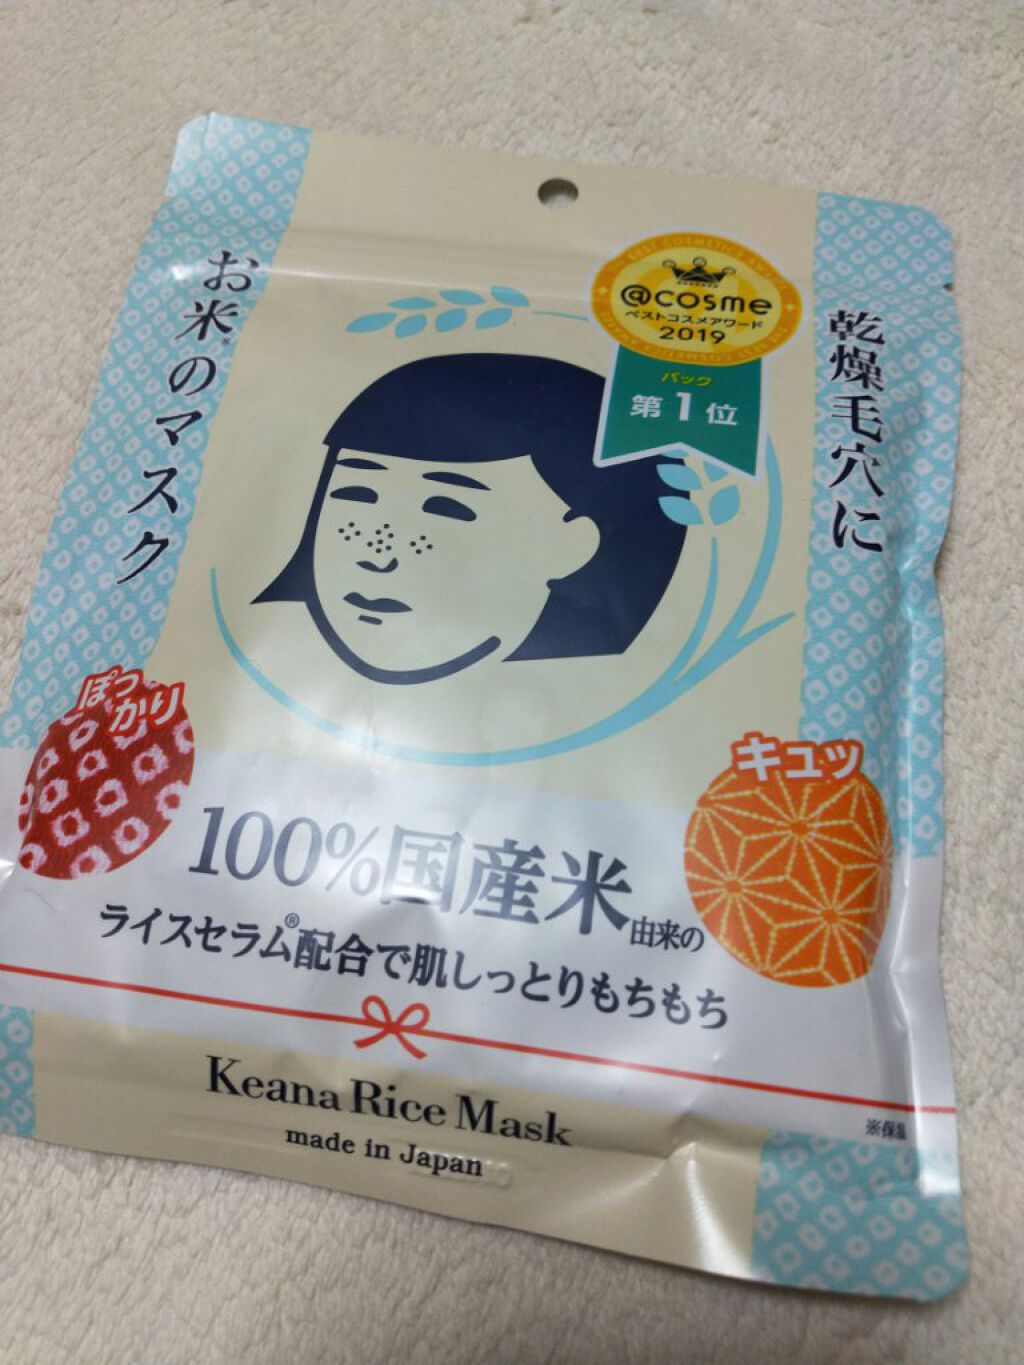 お米※のマスク
乾燥毛穴に
BEST COSMETICS AWARD
@cosme
ベストコスメアワード
2019
パック
第1位
ぽっかり
キュッ
100%国産米由来の
ライスセラム®配合で肌しっとりもちもち
Keana Rice Mask
made in Japan
※保湿